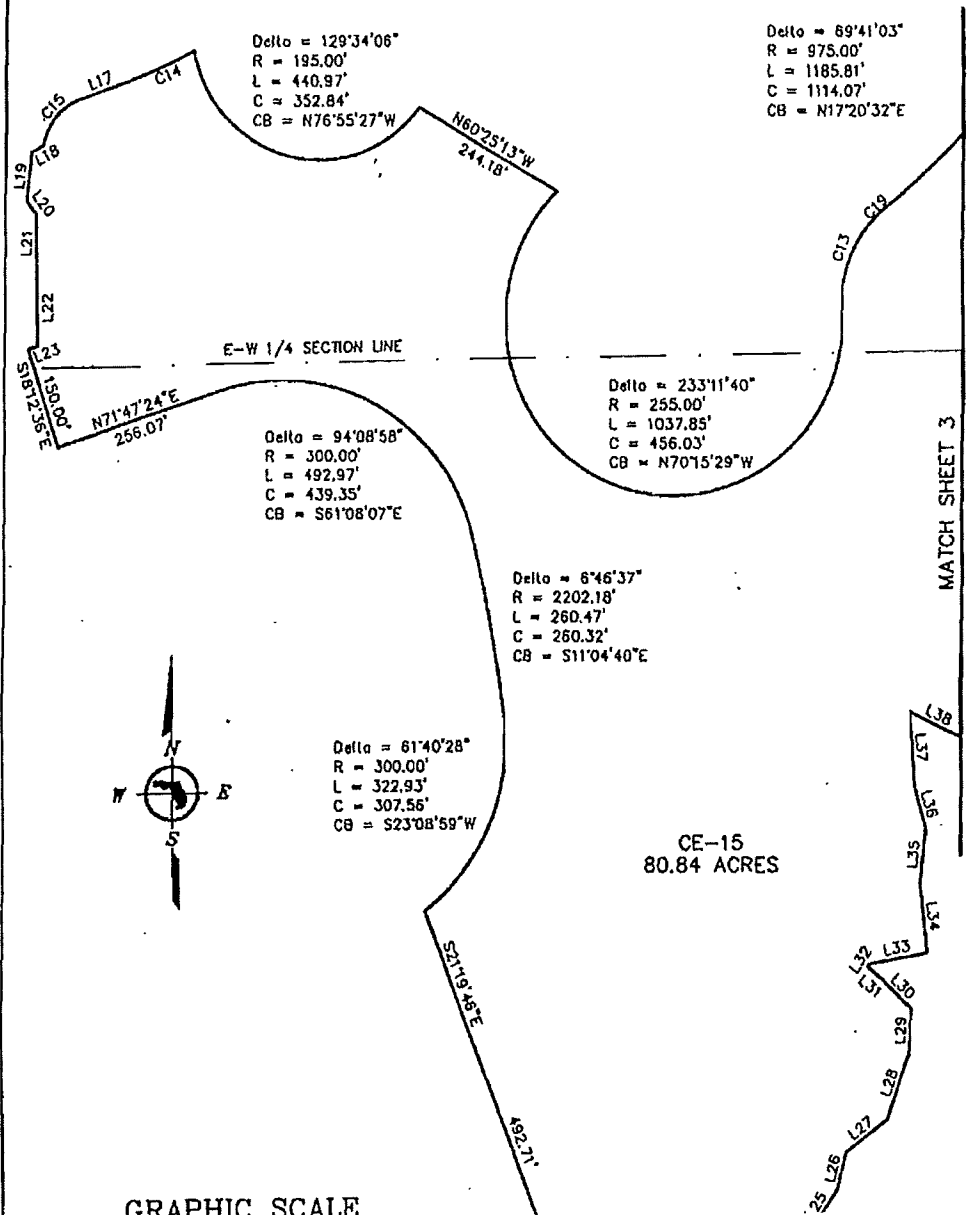 Delta = 129°34'06"
R = 195.00'
L = 440.97'
C = 352.84'
CB = N76°55'27"W
Delta = 69°41'03"
R = 975.00'
L = 1185.81'
C = 1114.07'
CB = N17°20'32"E
L17
C14
C15
L18
L19
L20
L21
L22
L23
N60°25'13"W
244.18'
C19
C13
E-W 1/4 SECTION LINE
S18°12'36"E
150.00'
N71°47'24"E
256.07'
Delta = 94°08'58"
R = 300.00'
L = 492.97'
C = 439.35'
CB = S61°08'07"E
Delta = 233°11'40"
R = 255.00'
L = 1037.85'
C = 456.03'
CB = N70°15'29"W
MATCH SHEET 3
Delta = 6°46'37"
R = 2202.18'
L = 260.47'
C = 260.32'
CB = S11°04'40"E
N
W E
S
Delta = 61°40'28"
R = 300.00'
L = 322.93'
C = 307.56'
CB = S23°08'59"W
CE-15
80.84 ACRES
L38
L37
L36
L35
L34
L33
L32
L31
L30
L29
L28
L27
L26
25
S21°19'46"E
492.71'
GRAPHIC SCALE